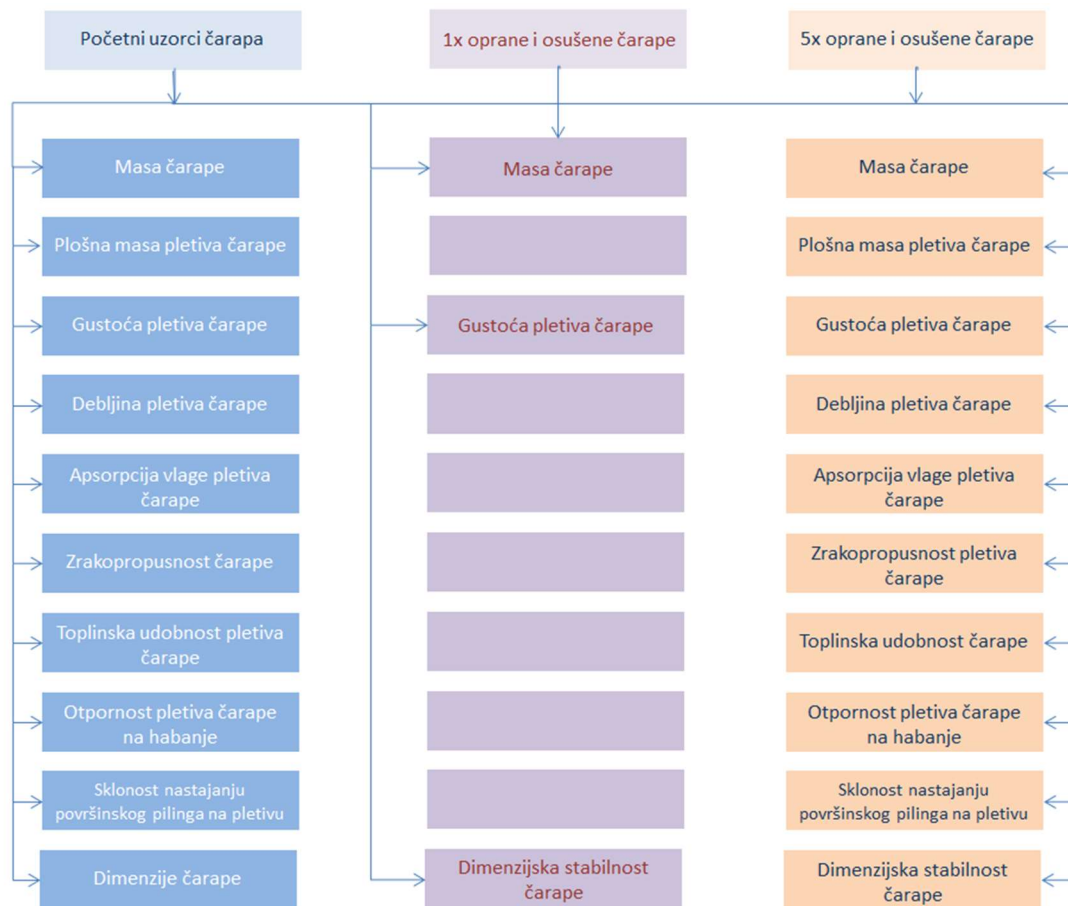 Početni uzorci čarapa
1x oprane i osušene čarape
5x oprane i osušene čarape
Masa čarape
Masa čarape
Masa čarape
Plošna masa pletiva čarape
Plošna masa pletiva čarape
Gustoća pletiva čarape
Gustoća pletiva čarape
Gustoća pletiva čarape
Debljina pletiva čarape
Debljina pletiva čarape
Apsorpcija vlage pletiva
čarape
Apsorpcija vlage pletiva
čarape
Zrakopropusnost čarape
Zrakopropusnost pletiva
čarape
Toplinska udobnost pletiva
čarape
Toplinska udobnost čarape
Otpornost pletiva čarape
na habanje
Otpornost pletiva čarape
na habanje
Sklonost nastajanju
površinskog pilinga na pletivu
Sklonost nastajanju
površinskog pilinga na pletivu
Dimenzije čarape
Dimenzijska stabilnost
čarape
Dimenzijska stabilnost
čarape